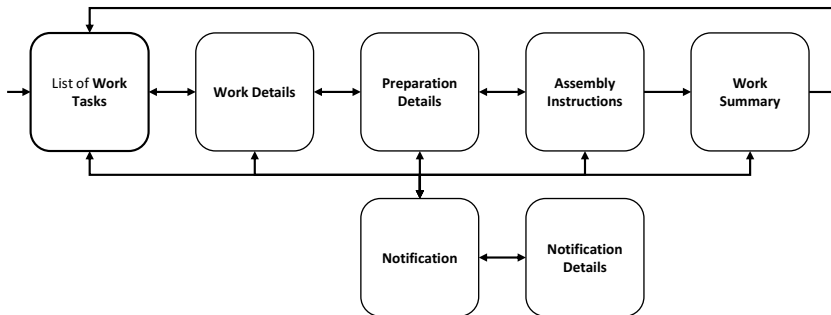 List of Work
Tasks
Work Details
Preparation
Details
Assembly
Instructions
Work
Summary
Notification
Notification
Details